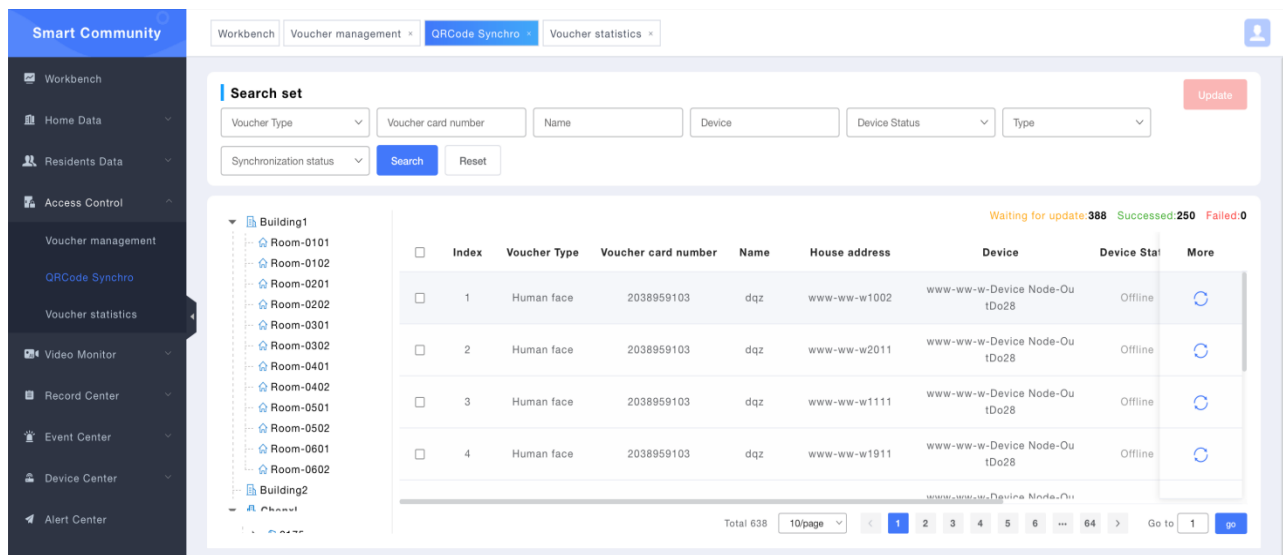 Smart Community
Workbench
Voucher management ×
QRCode Synchro ×
Voucher statistics ×
Workbench
Home Data
Residents Data
Access Control
Voucher management
QRCode Synchro
Voucher statistics
Video Monitor
Record Center
Event Center
Device Center
Alert Center
Search set
Update
Voucher Type
Voucher card number
Name
Device
Device Status
Type
Synchronization status
Search
Reset
Building1
Room-0101
Room-0102
Room-0201
Room-0202
Room-0301
Room-0302
Room-0401
Room-0402
Room-0501
Room-0502
Room-0601
Room-0602
Building2
Waiting for update:388 Successed:250 Failed:0
Index Voucher Type Voucher card number Name House address Device Device Stat More
1 Human face 2038959103 dqz www-ww-w1002 www-ww-w-Device Node-Ou
tDo28 Offline
2 Human face 2038959103 dqz www-ww-w2011 www-ww-w-Device Node-Ou
tDo28 Offline
3 Human face 2038959103 dqz www-ww-w1111 www-ww-w-Device Node-Ou
tDo28 Offline
4 Human face 2038959103 dqz www-ww-w1911 www-ww-w-Device Node-Ou
tDo28 Offline
www-ww-w-Device Node-Ou
Total 638 10/page < 1 2 3 4 5 6 ··· 64 > Go to 1 go